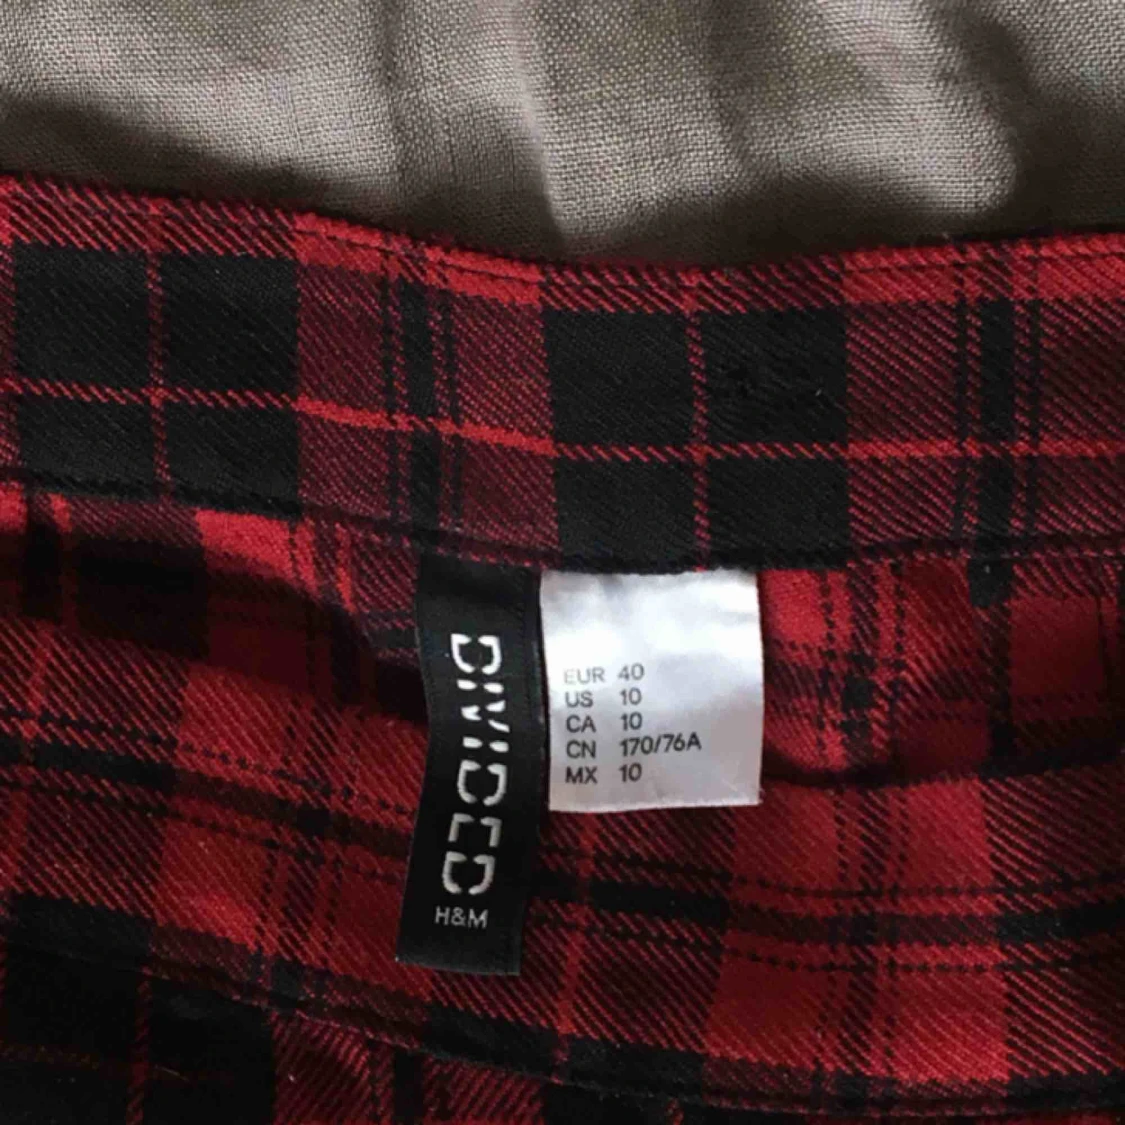 DIVIDED
H&M
EUR 40
US 10
CA 10
CN 170/76A
MX 10